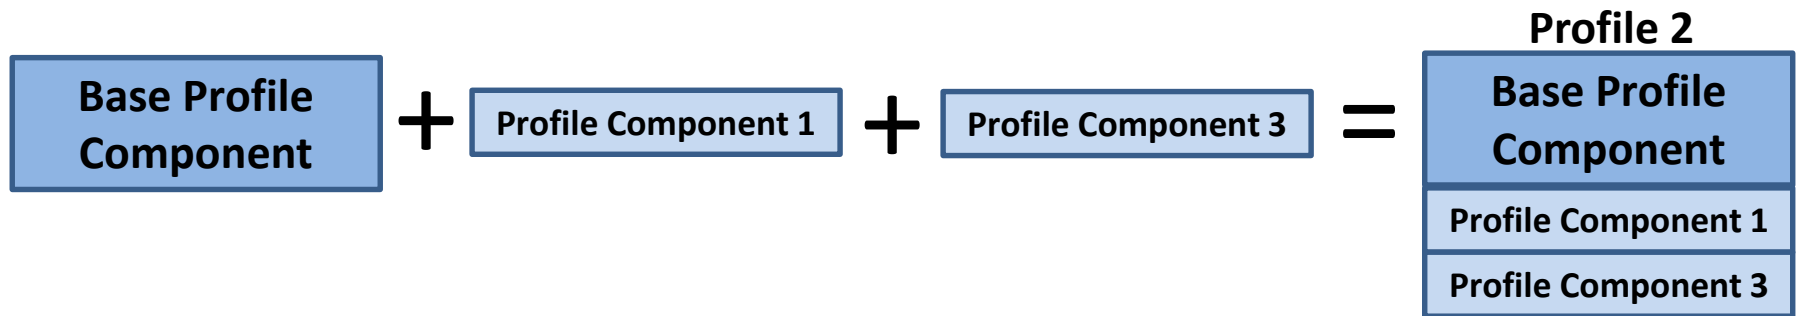 Base Profile
Component
+
Profile Component 1
+
Profile Component 3
=
Profile 2
Base Profile
Component
Profile Component 1
Profile Component 3